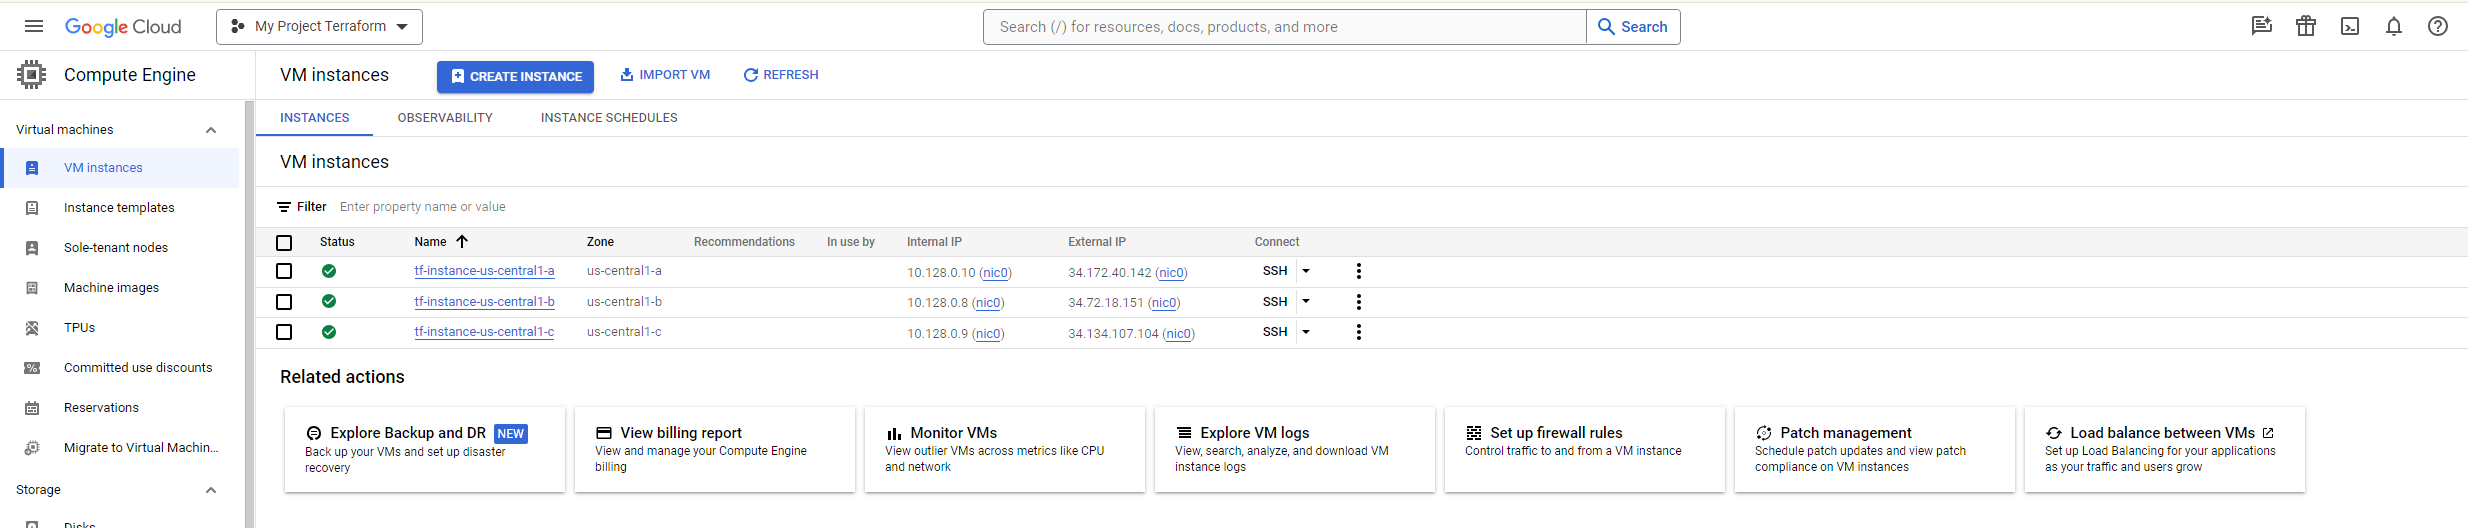 Google Cloud
My Project Terraform
Search (/) for resources, docs, products, and more
Search
Compute Engine
VM instances
CREATE INSTANCE
IMPORT VM
REFRESH
Virtual machines
VM instances
Instance templates
Sole-tenant nodes
Machine images
TPUs
Committed use discounts
Reservations
Migrate to Virtual Machin...
Storage
Disks
INSTANCES OBSERVABILITY INSTANCE SCHEDULES
VM instances
Filter Enter property name or value
Status Name Zone Recommendations In use by Internal IP External IP Connect
tf-instance-us-central1-a us-central1-a 10.128.0.10 (nic0) 34.172.40.142 (nic0) SSH
tf-instance-us-central1-b us-central1-b 10.128.0.8 (nic0) 34.72.18.151 (nic0) SSH
tf-instance-us-central1-c us-central1-c 10.128.0.9 (nic0) 34.134.107.104 (nic0) SSH
Related actions
Explore Backup and DR NEW
Back up your VMs and set up disaster
recovery
View billing report
View and manage your Compute Engine
billing
Monitor VMs
View outlier VMs across metrics like CPU
and network
Explore VM logs
View, search, analyze, and download VM
instance logs
Set up firewall rules
Control traffic to and from a VM instance
Patch management
Schedule patch updates and view patch
compliance on VM instances
Load balance between VMs
Set up Load Balancing for your applications
as your traffic and users grow